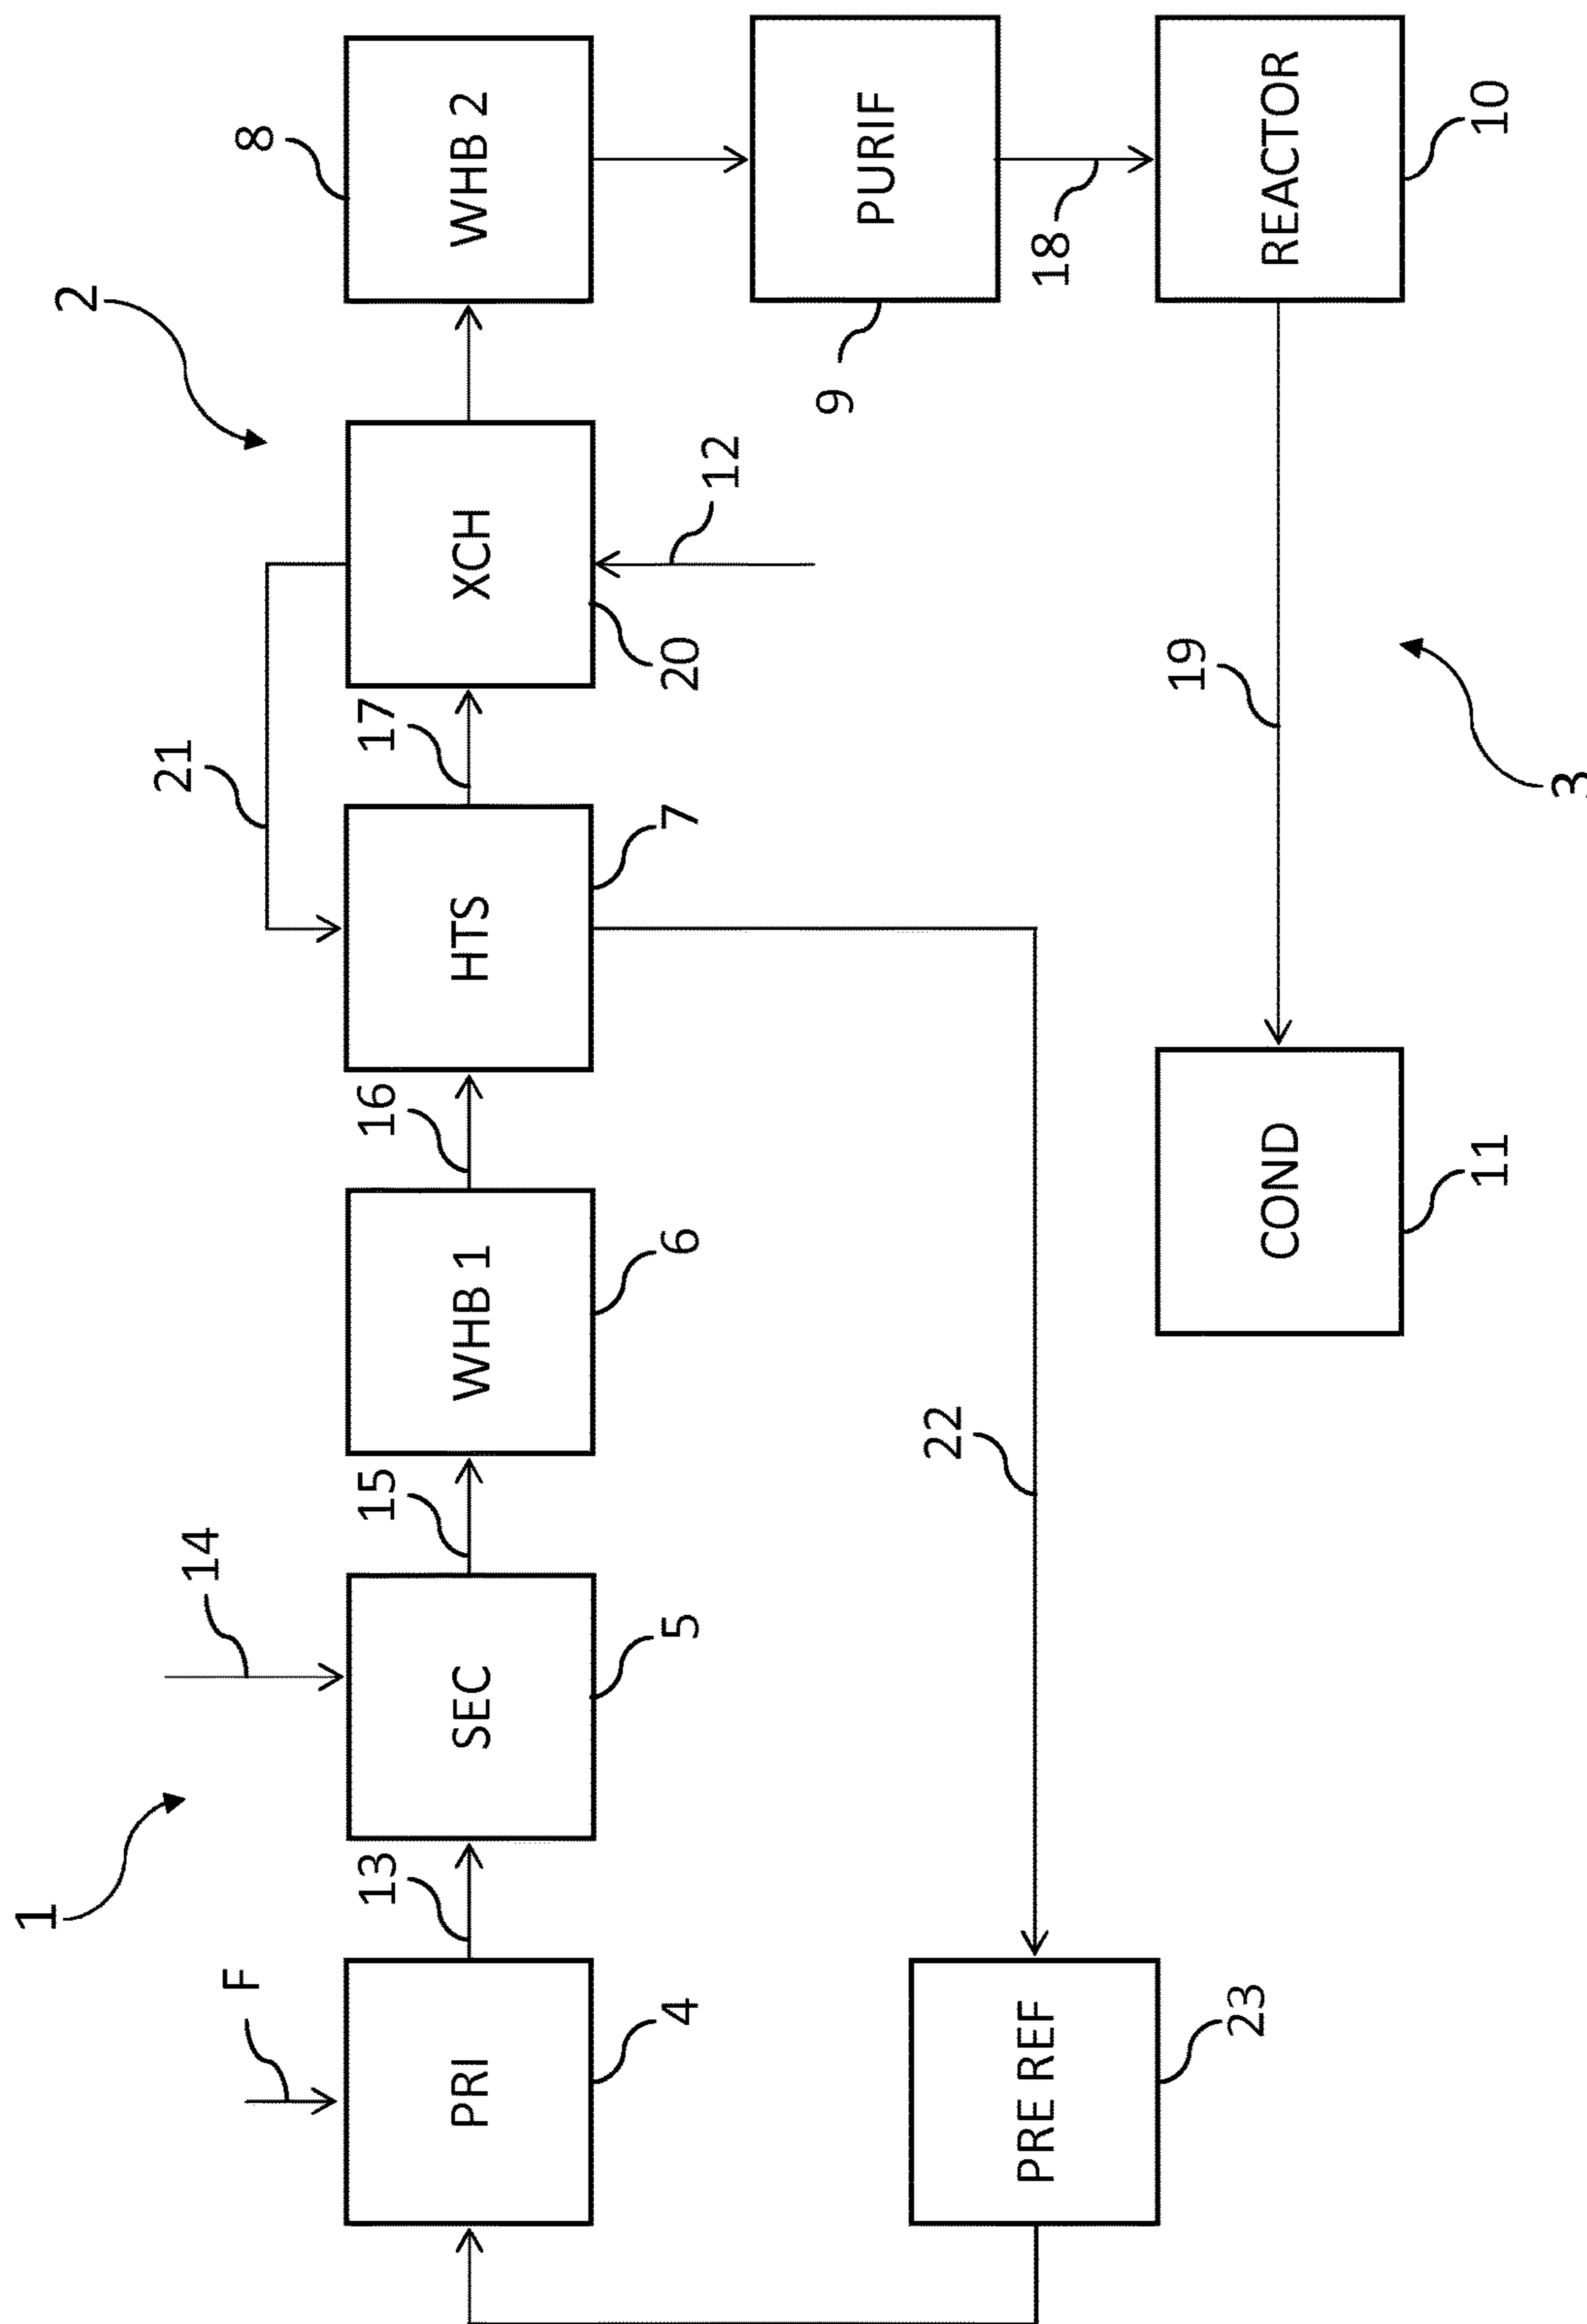 1
2
14
F
21
8
13
15
16
17
PRI
SEC
WHB 1
HTS
XCH
WHB 2
4
5
6
7
20
12
9
PURIF
22
18
PRE REF
23
19
COND
REACTOR
11
10
3